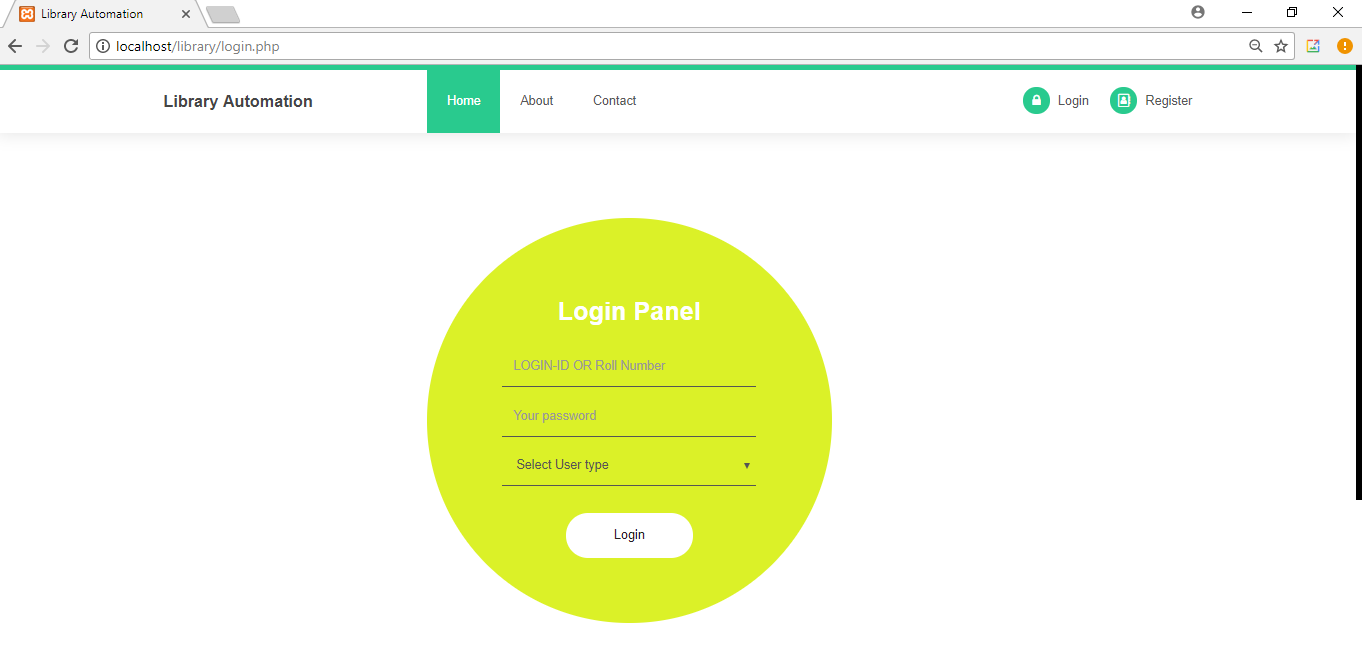 Library Automation
localhost/library/login.php
Library Automation Home About Contact Login Register
Login Panel
LOGIN-ID OR Roll Number
Your password
Select User type
Login